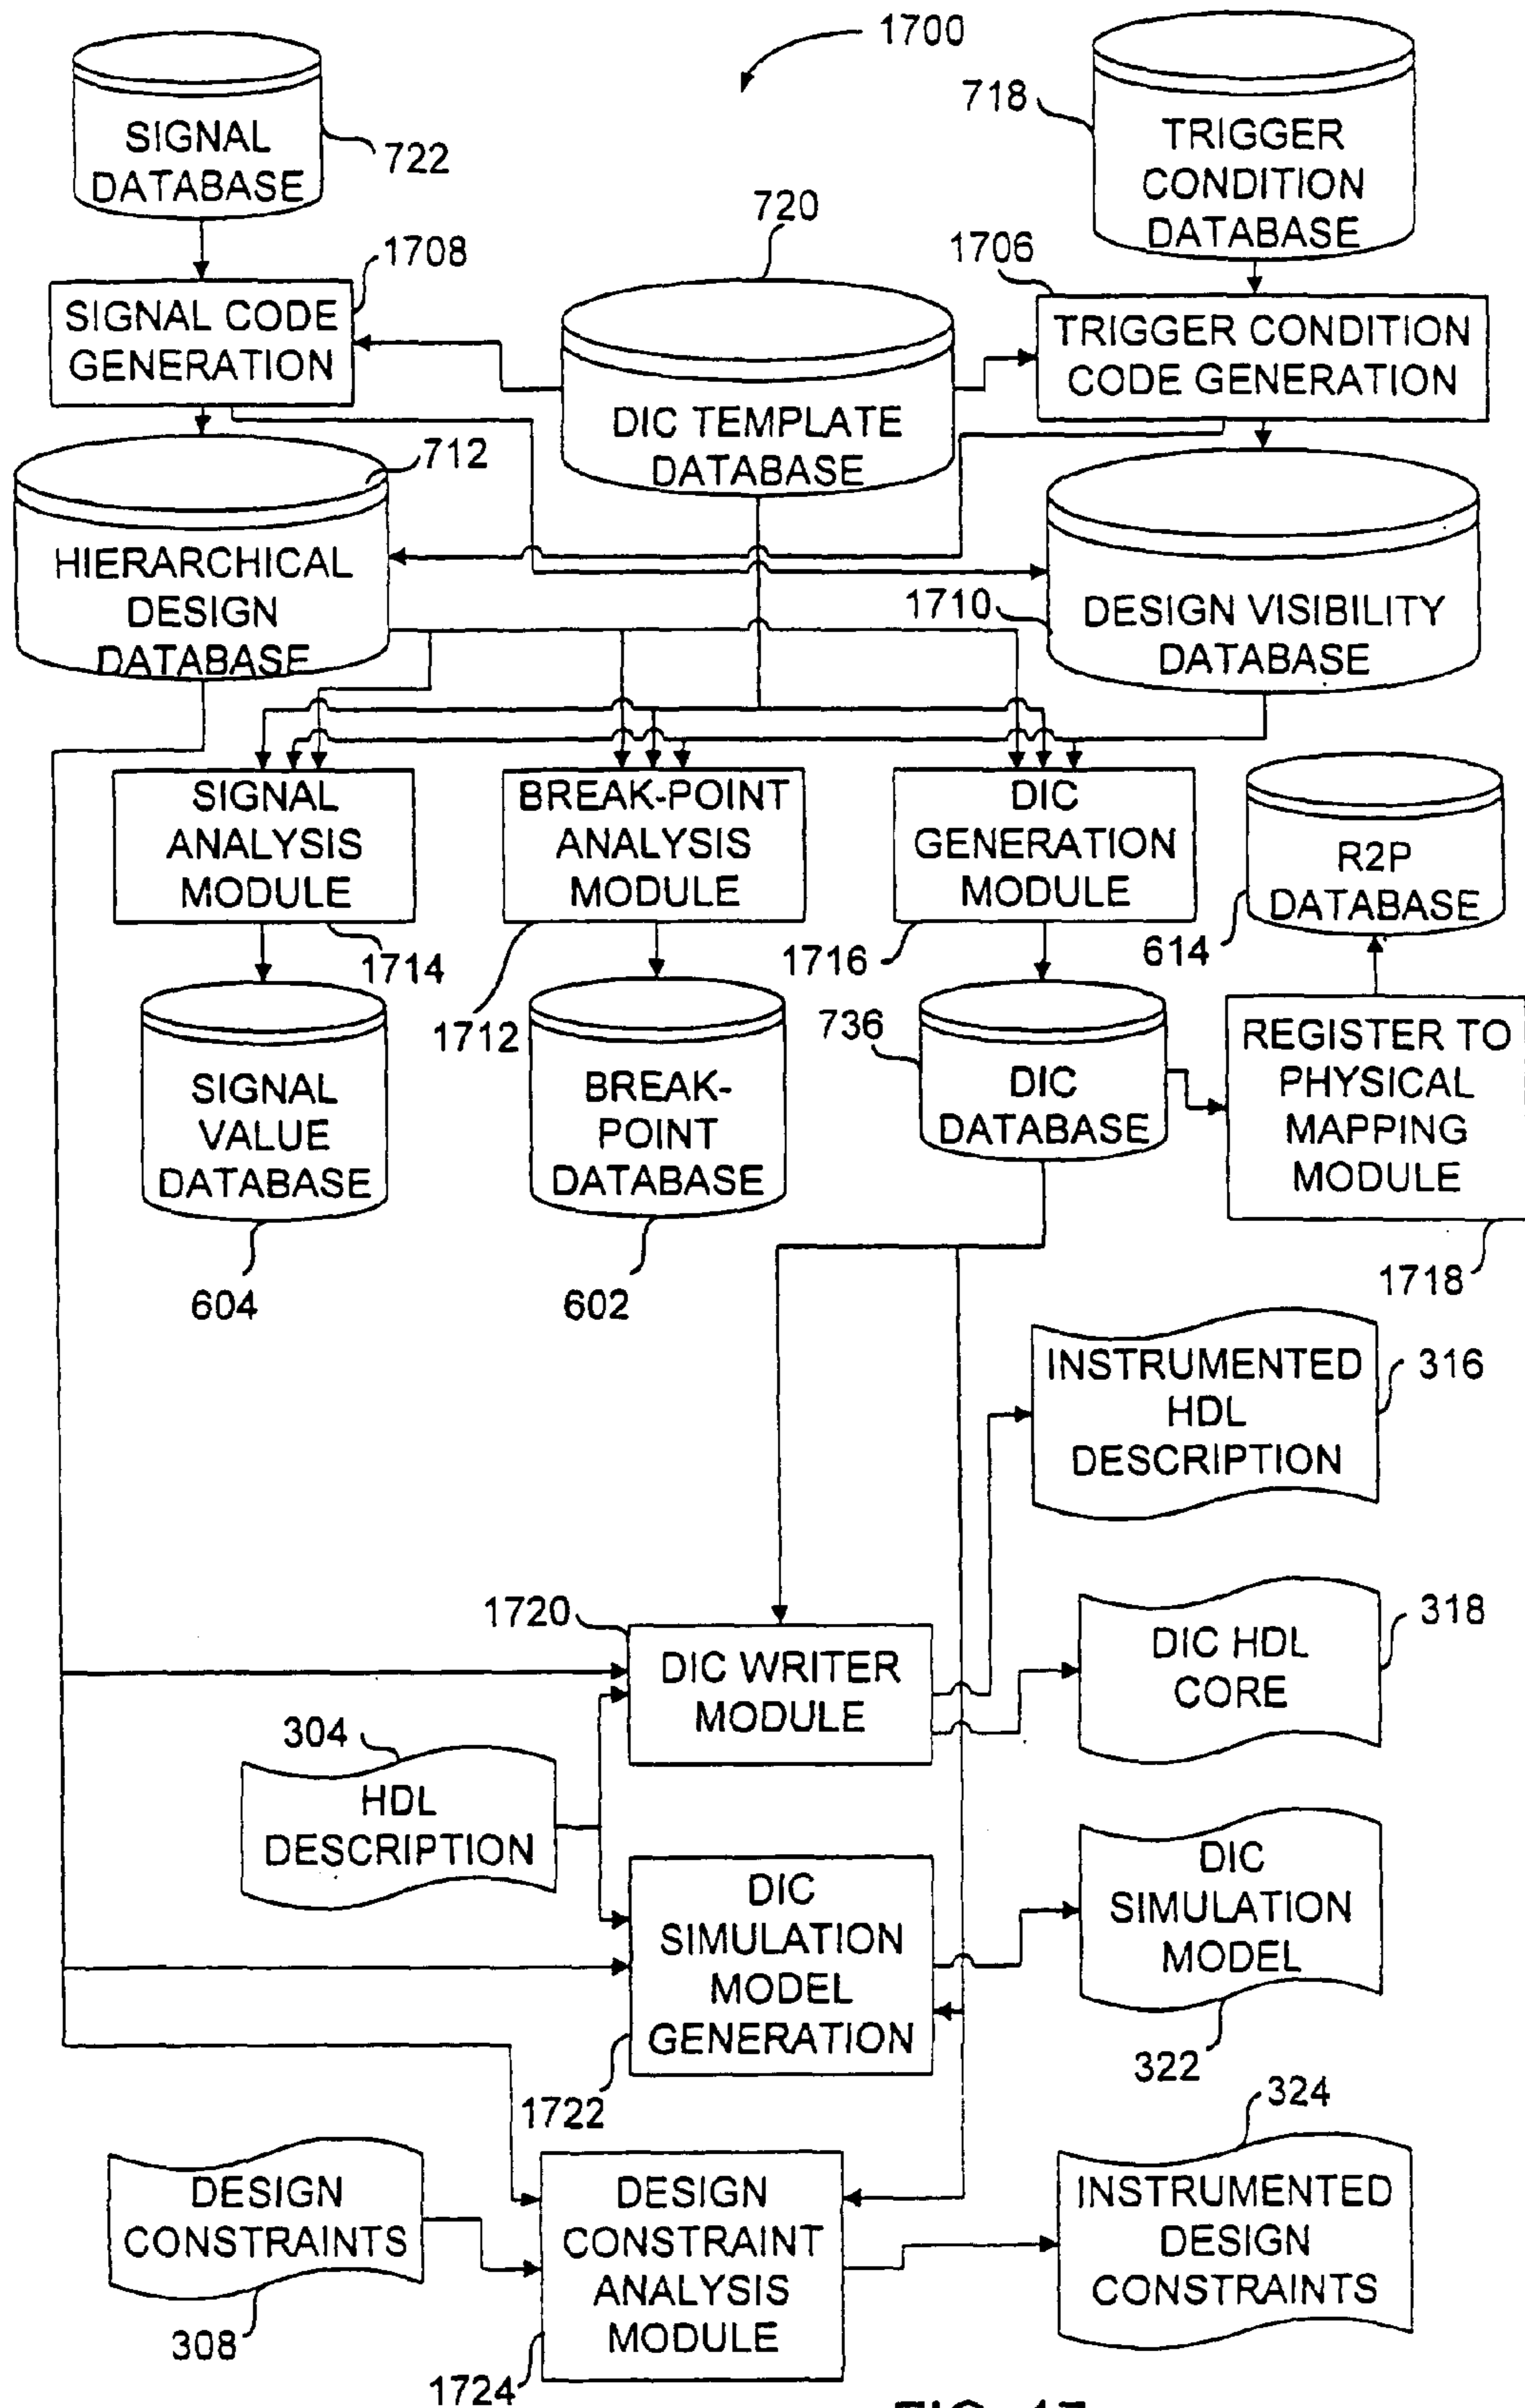 1700
SIGNAL
DATABASE
722
718
TRIGGER
CONDITION
DATABASE
720
1708
SIGNAL CODE
GENERATION
1706
TRIGGER CONDITION
CODE GENERATION
DIC TEMPLATE
DATABASE
712
HIERARCHICAL
DESIGN
DATABASE
1710
DESIGN VISIBILITY
DATABASE
SIGNAL
ANALYSIS
MODULE
1714
BREAK-POINT
ANALYSIS
MODULE
1712
DIC
GENERATION
MODULE
1716
R2P
DATABASE
614
SIGNAL
VALUE
DATABASE
604
BREAK-
POINT
DATABASE
602
736
DIC
DATABASE
REGISTER TO
PHYSICAL
MAPPING
MODULE
1718
INSTRUMENTED
HDL
DESCRIPTION
316
1720
DIC WRITER
MODULE
DIC HDL
CORE
318
304
HDL
DESCRIPTION
DIC
SIMULATION
MODEL
GENERATION
1722
DIC
SIMULATION
MODEL
322
DESIGN
CONSTRAINTS
308
DESIGN
CONSTRAINT
ANALYSIS
MODULE
1724
324
INSTRUMENTED
DESIGN
CONSTRAINTS